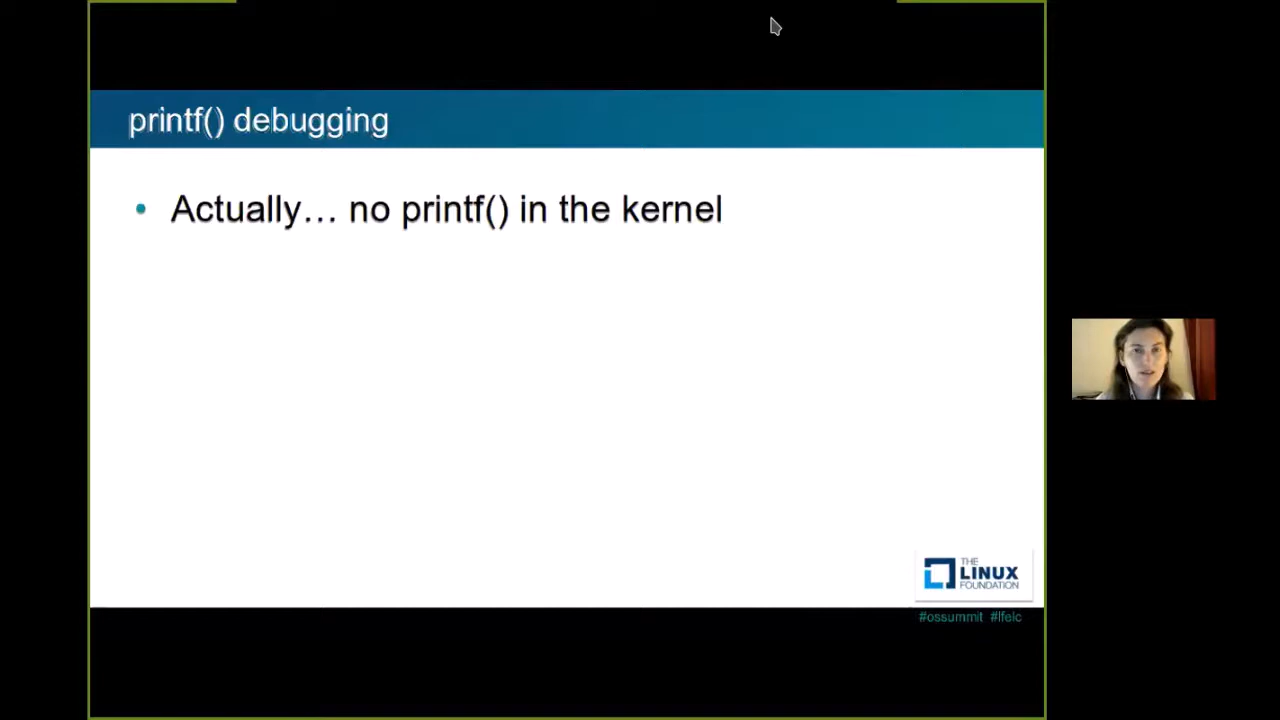 printf() debugging
• Actually… no printf() in the kernel
THE
LINUX
FOUNDATION
#ossummit #lfelc